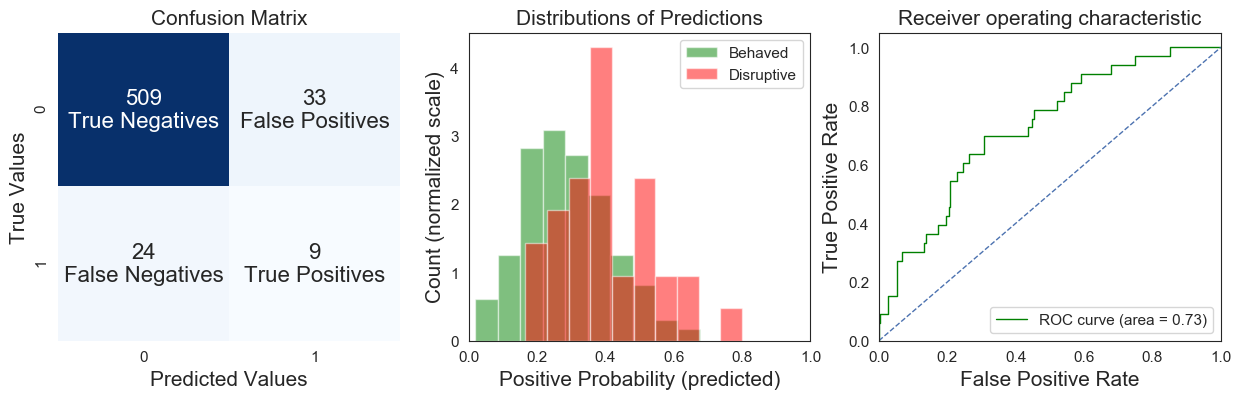 Confusion Matrix
509
True Negatives
33
False Positives
24
False Negatives
9
True Positives
0
1
True Values
0
1
Predicted Values
Distributions of Predictions
Behaved
Disruptive
4
3
2
1
0
Count (normalized scale)
0.0
0.2
0.4
0.6
0.8
1.0
Positive Probability (predicted)
Receiver operating characteristic
1.0
0.8
0.6
0.4
0.2
0.0
True Positive Rate
ROC curve (area = 0.73)
0.0
0.2
0.4
0.6
0.8
1.0
False Positive Rate